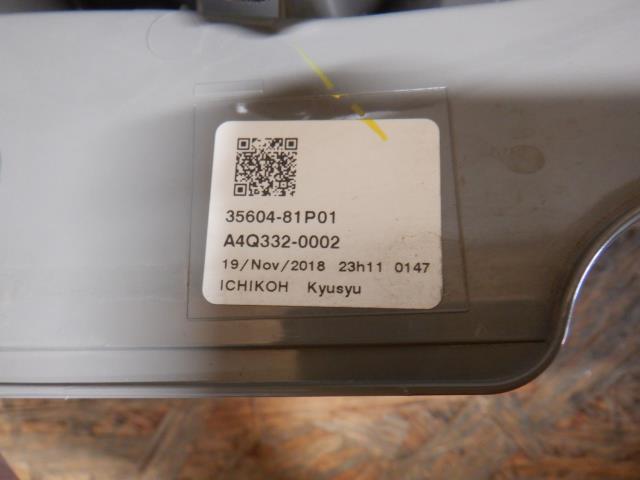 35604-81P01
A4Q332-0002
19/Nov/2018 23h11 0147
ICHIKOH Kyusyu